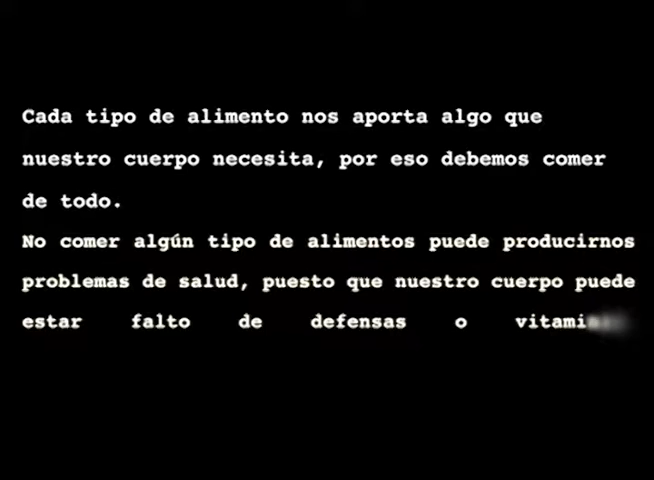 Cada tipo de alimento nos aporta algo que
nuestro cuerpo necesita, por eso debemos comer
de todo.
No comer algún tipo de alimentos puede producirnos
problemas de salud, puesto que nuestro cuerpo puede
estar falto de defensas o